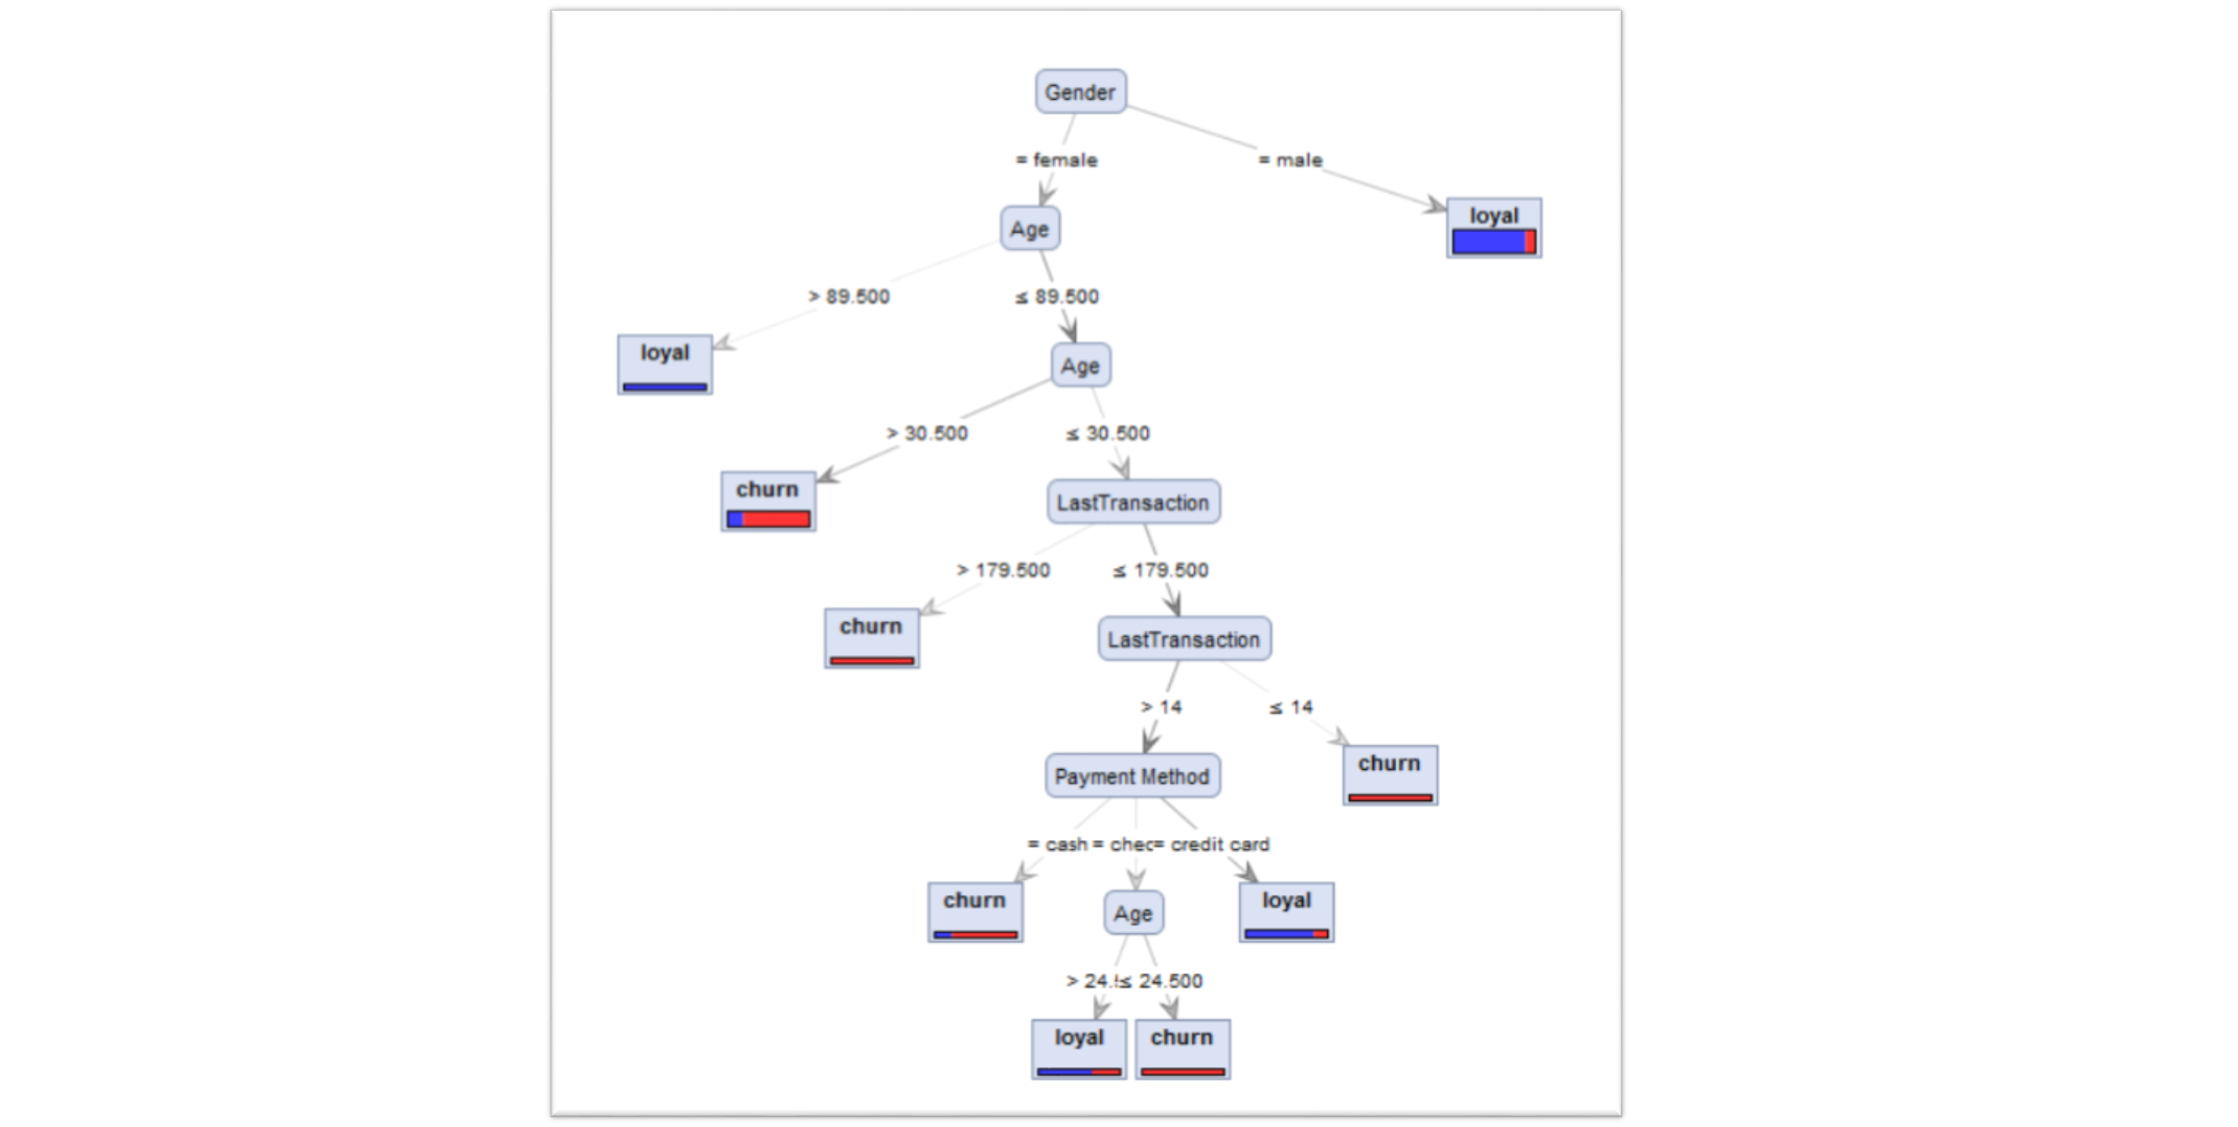 Gender
= female
= male
Age
loyal
> 89.500
≤ 89.500
loyal
Age
> 30.500
≤ 30.500
churn
LastTransaction
> 179.500
≤ 179.500
churn
LastTransaction
> 14
≤ 14
Payment Method
churn
= cash
= chec
= credit card
churn
Age
loyal
> 24.
≤ 24.500
loyal
churn